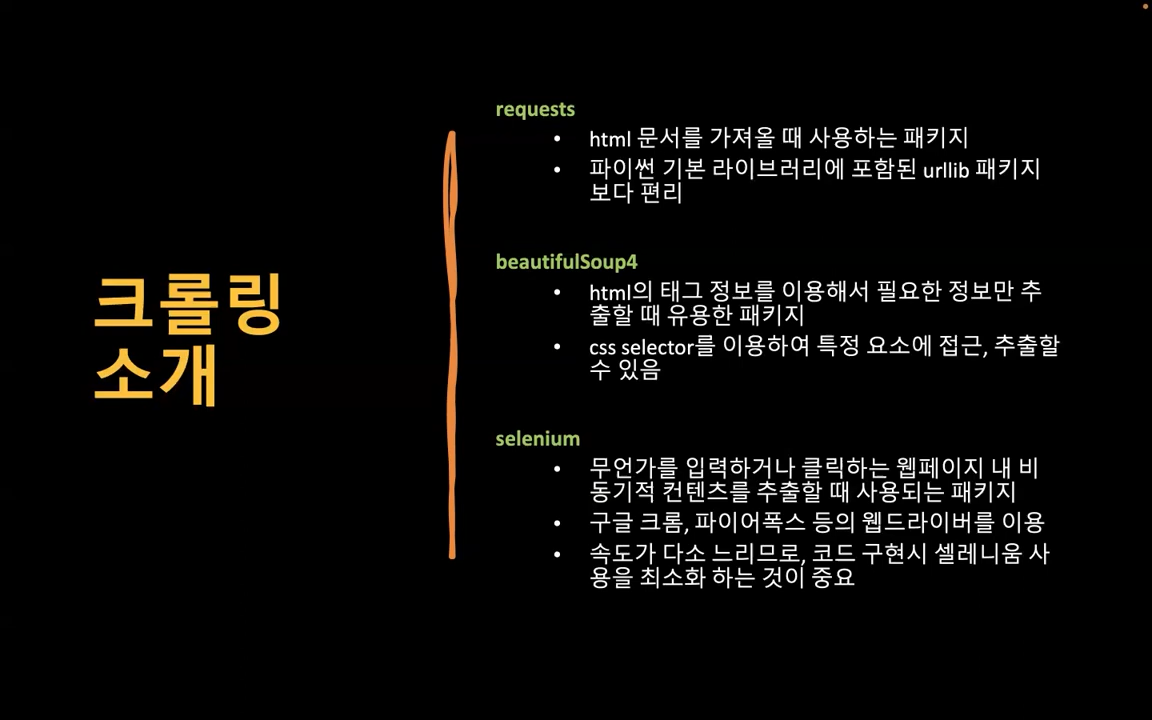 크롤링
소개
requests
• html 문서를 가져올 때 사용하는 패키지
• 파이썬 기본 라이브러리에 포함된 urllib 패키지
보다 편리
beautifulSoup4
• html의 태그 정보를 이용해서 필요한 정보만 추
출할 때 유용한 패키지
• css selector를 이용하여 특정 요소에 접근, 추출할
수 있음
selenium
• 무언가를 입력하거나 클릭하는 웹페이지 내 비
동기적 컨텐츠를 추출할 때 사용되는 패키지
• 구글 크롬, 파이어폭스 등의 웹드라이버를 이용
• 속도가 다소 느리므로, 코드 구현시 셀레니움 사
용을 최소화 하는 것이 중요